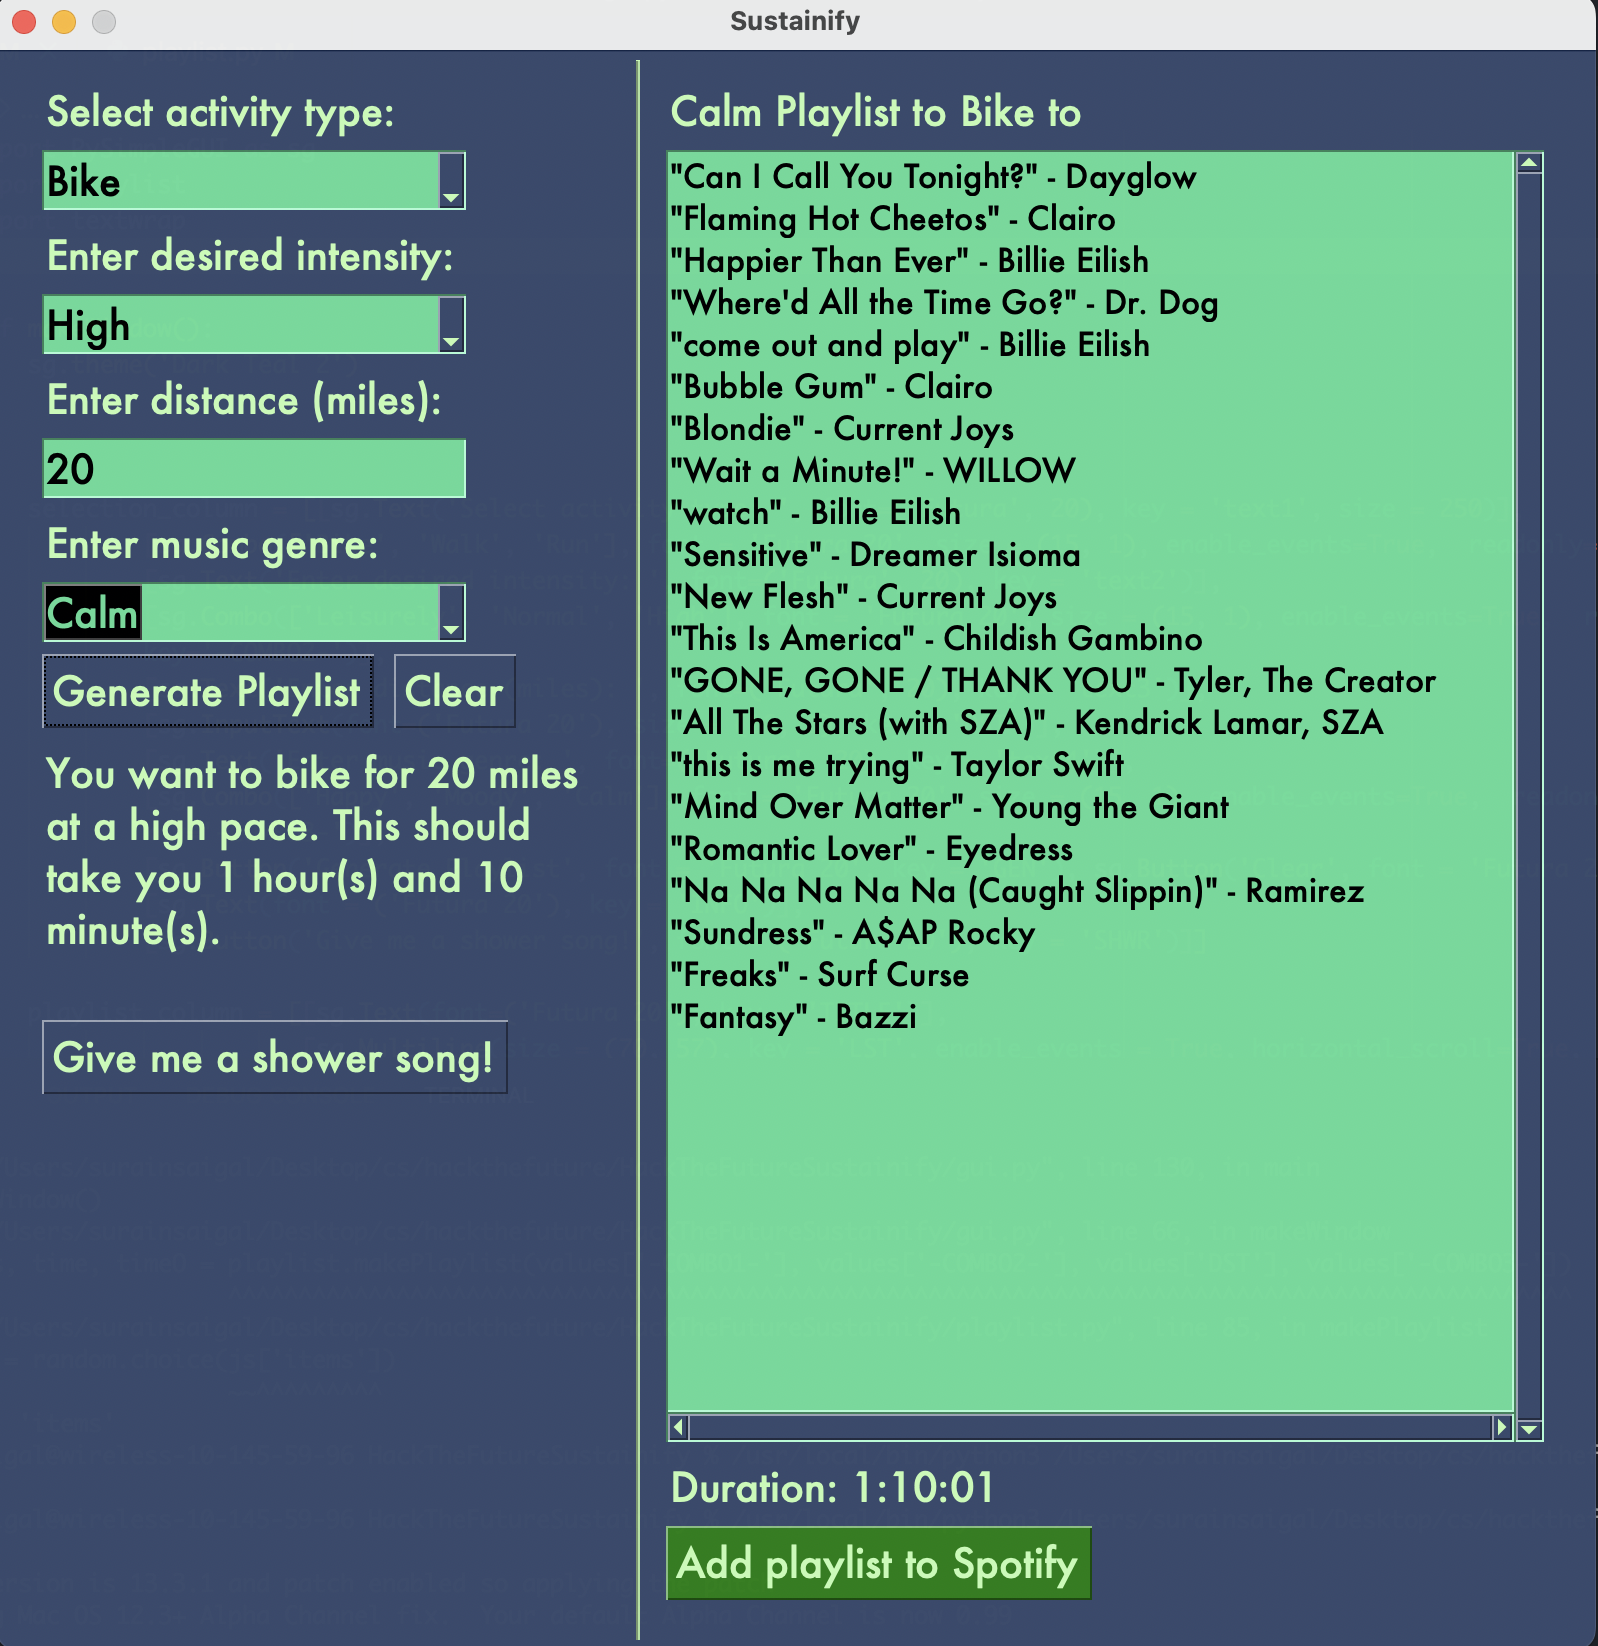 Sustainify
Select activity type:
Bike
Enter desired intensity:
High
Enter distance (miles):
20
Enter music genre:
Calm
Generate Playlist
Clear
You want to bike for 20 miles
at a high pace. This should
take you 1 hour(s) and 10
minute(s).
Give me a shower song!
Calm Playlist to Bike to
"Can I Call You Tonight?" - Dayglow
"Flaming Hot Cheetos" - Clairo
"Happier Than Ever" - Billie Eilish
"Where'd All the Time Go?" - Dr. Dog
"come out and play" - Billie Eilish
"Bubble Gum" - Clairo
"Blondie" - Current Joys
"Wait a Minute!" - WILLOW
"watch" - Billie Eilish
"Sensitive" - Dreamer Isioma
"New Flesh" - Current Joys
"This Is America" - Childish Gambino
"GONE, GONE / THANK YOU" - Tyler, The Creator
"All The Stars (with SZA)" - Kendrick Lamar, SZA
"this is me trying" - Taylor Swift
"Mind Over Matter" - Young the Giant
"Romantic Lover" - Eyedress
"Na Na Na Na Na (Caught Slippin)" - Ramirez
"Sundress" - A$AP Rocky
"Freaks" - Surf Curse
"Fantasy" - Bazzi
Duration: 1:10:01
Add playlist to Spotify